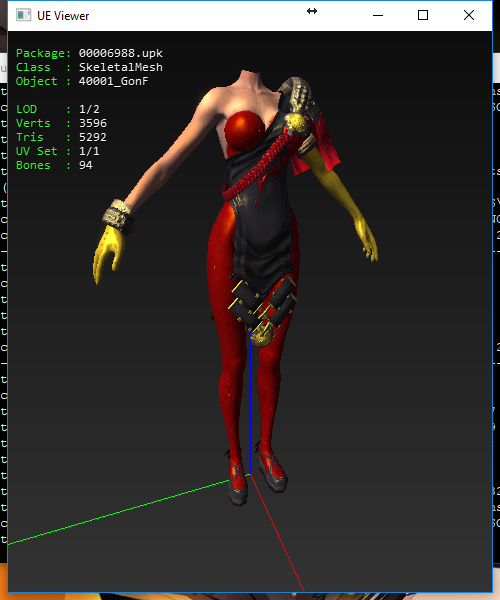 UE Viewer
Package: 00006988.upk
Class : SkeletalMesh
Object : 40001_GonF
LOD : 1/2
Verts : 3596
Tris : 5292
UV Set : 1/1
Bones : 94